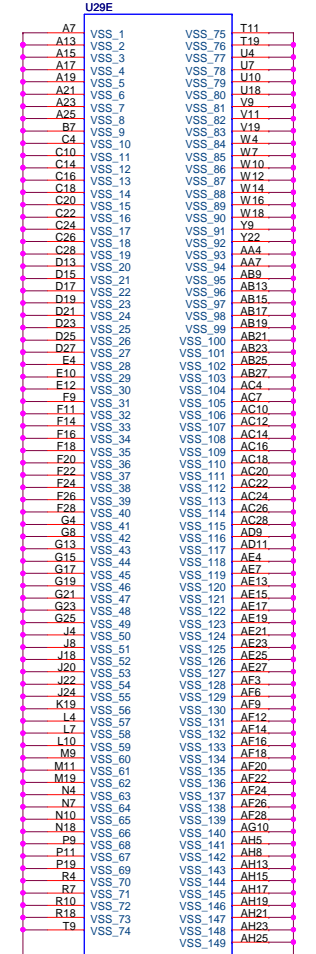 U29E
A7 VSS_1 VSS_75 T11
A13 VSS_2 VSS_76 T19
A15 VSS_3 VSS_77 U4
A17 VSS_4 VSS_78 U7
A19 VSS_5 VSS_79 U10
A21 VSS_6 VSS_80 U18
A23 VSS_7 VSS_81 V9
A25 VSS_8 VSS_82 V11
B7 VSS_9 VSS_83 V19
C4 VSS_10 VSS_84 W4
C10 VSS_11 VSS_85 W7
C14 VSS_12 VSS_86 W10
C16 VSS_13 VSS_87 W12
C18 VSS_14 VSS_88 W14
C20 VSS_15 VSS_89 W16
C22 VSS_16 VSS_90 W18
C24 VSS_17 VSS_91 Y9
C26 VSS_18 VSS_92 Y22
C28 VSS_19 VSS_93 AA4
D13 VSS_20 VSS_94 AA7
D15 VSS_21 VSS_95 AB9
D17 VSS_22 VSS_96 AB13
D19 VSS_23 VSS_97 AB15
D21 VSS_24 VSS_98 AB17
D23 VSS_25 VSS_99 AB19
D25 VSS_26 VSS_100 AB21
D27 VSS_27 VSS_101 AB23
E4 VSS_28 VSS_102 AB25
E10 VSS_29 VSS_103 AB27
E12 VSS_30 VSS_104 AC4
F9 VSS_31 VSS_105 AC7
F11 VSS_32 VSS_106 AC10
F14 VSS_33 VSS_107 AC12
F16 VSS_34 VSS_108 AC14
F18 VSS_35 VSS_109 AC16
F20 VSS_36 VSS_110 AC18
F22 VSS_37 VSS_111 AC20
F24 VSS_38 VSS_112 AC22
F26 VSS_39 VSS_113 AC24
F28 VSS_40 VSS_114 AC26
G4 VSS_41 VSS_115 AC28
G8 VSS_42 VSS_116 AD9
G13 VSS_43 VSS_117 AD11
G15 VSS_44 VSS_118 AE4
G17 VSS_45 VSS_119 AE7
G19 VSS_46 VSS_120 AE13
G21 VSS_47 VSS_121 AE15
G23 VSS_48 VSS_122 AE17
G25 VSS_49 VSS_123 AE19
J4 VSS_50 VSS_124 AE21
J8 VSS_51 VSS_125 AE23
J18 VSS_52 VSS_126 AE25
J20 VSS_53 VSS_127 AE27
J22 VSS_54 VSS_128 AF3
J24 VSS_55 VSS_129 AF6
K19 VSS_56 VSS_130 AF9
L4 VSS_57 VSS_131 AF12
L7 VSS_58 VSS_132 AF14
L10 VSS_59 VSS_133 AF16
M9 VSS_60 VSS_134 AF18
M11 VSS_61 VSS_135 AF20
M19 VSS_62 VSS_136 AF22
N4 VSS_63 VSS_137 AF24
N7 VSS_64 VSS_138 AF26
N10 VSS_65 VSS_139 AF28
N18 VSS_66 VSS_140 AG10
P9 VSS_68 VSS_141 AH5
P11 VSS_67 VSS_142 AH8
P19 VSS_69 VSS_143 AH13
R4 VSS_70 VSS_144 AH15
R7 VSS_71 VSS_145 AH17
R10 VSS_72 VSS_146 AH19
R18 VSS_73 VSS_147 AH21
T9 VSS_74 VSS_148 AH23
VSS_149 AH25